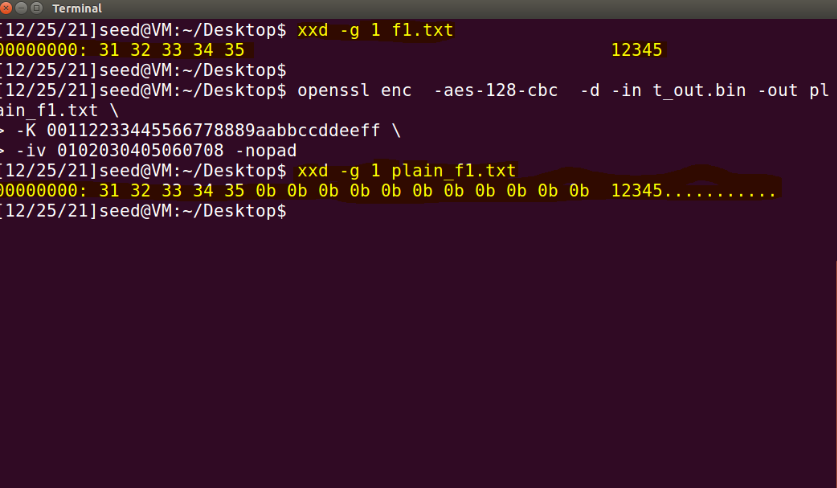 Terminal
[12/25/21]seed@VM:~/Desktop$ xxd -g 1 f1.txt
00000000: 31 32 33 34 35                                   12345
[12/25/21]seed@VM:~/Desktop$
[12/25/21]seed@VM:~/Desktop$ openssl enc  -aes-128-cbc  -d -in t_out.bin -out pl
ain_f1.txt \
> -K 00112233445566778889aabbccddeeff \
> -iv 0102030405060708 -nopad
[12/25/21]seed@VM:~/Desktop$ xxd -g 1 plain_f1.txt
00000000: 31 32 33 34 35 0b 0b 0b 0b 0b 0b 0b 0b 0b 0b 0b  12345...........
[12/25/21]seed@VM:~/Desktop$